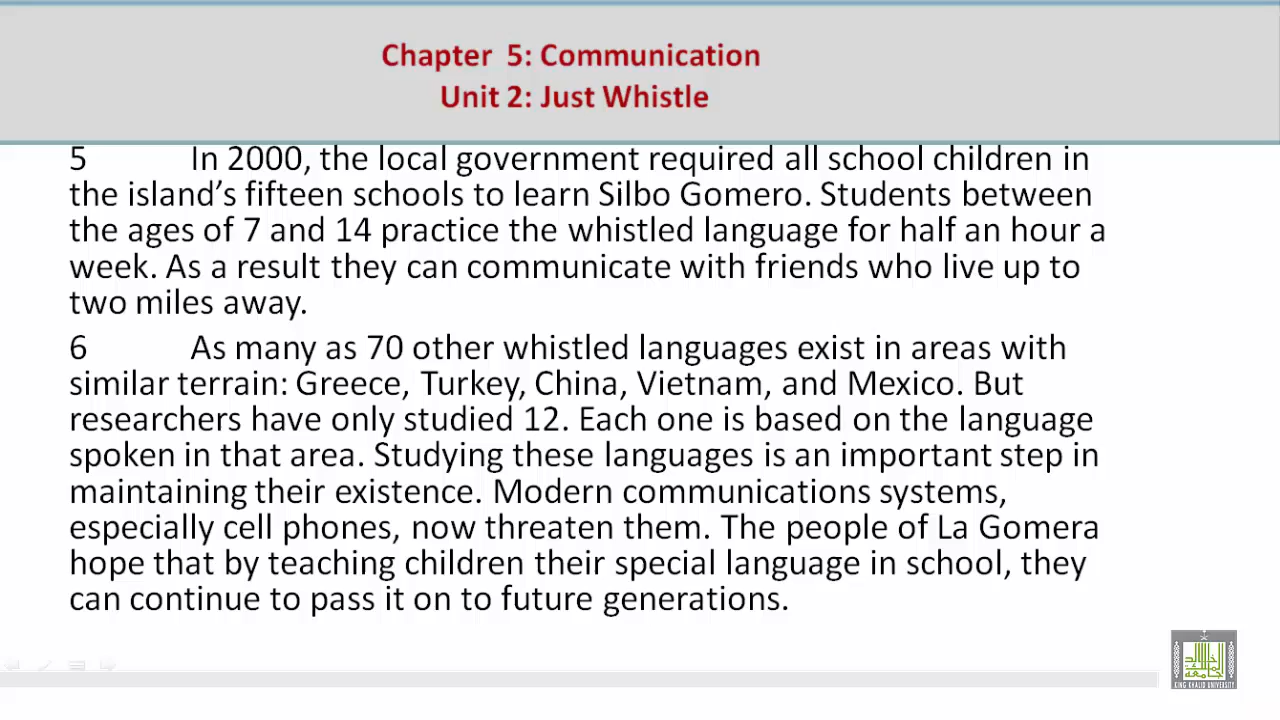 Chapter 5: Communication
Unit 2: Just Whistle
5 In 2000, the local government required all school children in
the island’s fifteen schools to learn Silbo Gomero. Students between
the ages of 7 and 14 practice the whistled language for half an hour a
week. As a result they can communicate with friends who live up to
two miles away.
6 As many as 70 other whistled languages exist in areas with
similar terrain: Greece, Turkey, China, Vietnam, and Mexico. But
researchers have only studied 12. Each one is based on the language
spoken in that area. Studying these languages is an important step in
maintaining their existence. Modern communications systems,
especially cell phones, now threaten them. The people of La Gomera
hope that by teaching children their special language in school, they
can continue to pass it on to future generations.
KING KHALID UNIVERSITY